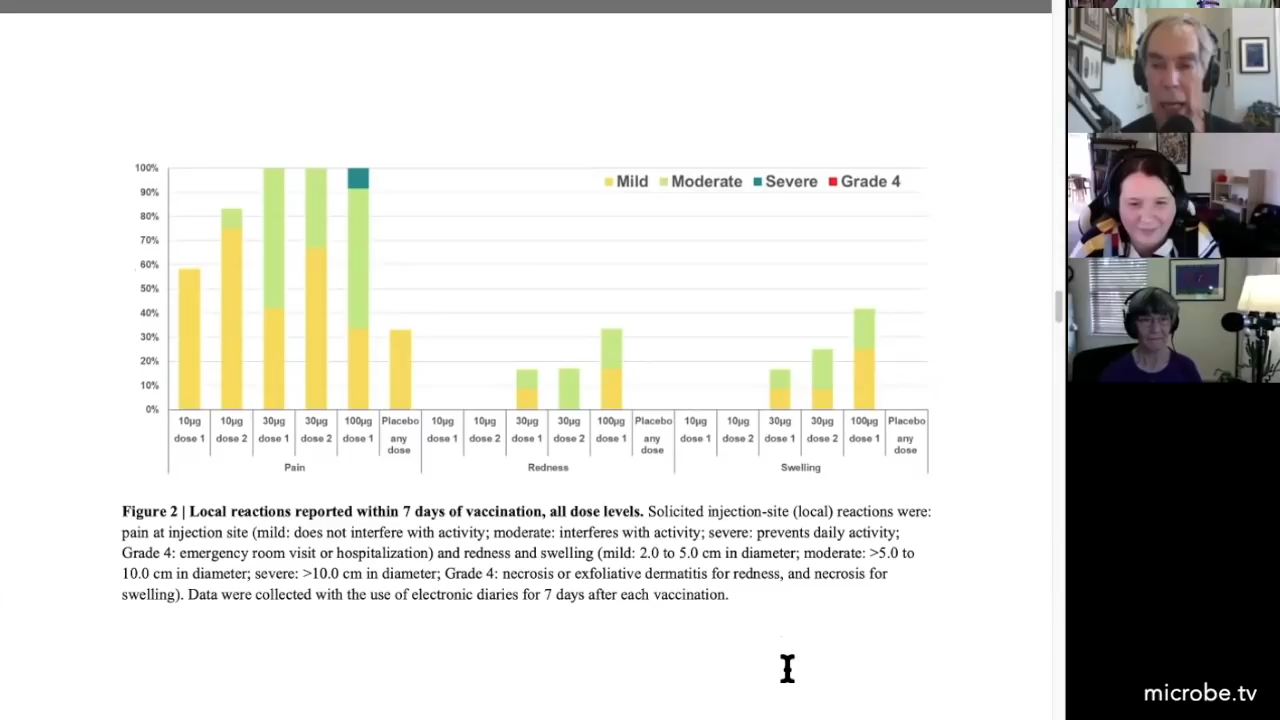 100%
90%
80%
70%
60%
50%
40%
30%
20%
10%
0%
Mild Moderate Severe Grade 4
10µg 10µg 30µg 30µg 100µg Placebo 10µg 10µg 30µg 30µg 100µg Placebo 10µg 10µg 30µg 30µg 100µg Placebo
dose 1 dose 2 dose 1 dose 2 dose 1 any dose 1 dose 2 dose 1 dose 2 dose 1 any dose 1 dose 2 dose 1 dose 2 dose 1 any
dose dose dose
Pain Redness Swelling
Figure 2 | Local reactions reported within 7 days of vaccination, all dose levels. Solicited injection-site (local) reactions were:
pain at injection site (mild: does not interfere with activity; moderate: interferes with activity; severe: prevents daily activity;
Grade 4: emergency room visit or hospitalization) and redness and swelling (mild: 2.0 to 5.0 cm in diameter; moderate: >5.0 to
10.0 cm in diameter; severe: >10.0 cm in diameter; Grade 4: necrosis or exfoliative dermatitis for redness, and necrosis for
swelling). Data were collected with the use of electronic diaries for 7 days after each vaccination.
microbe.tv